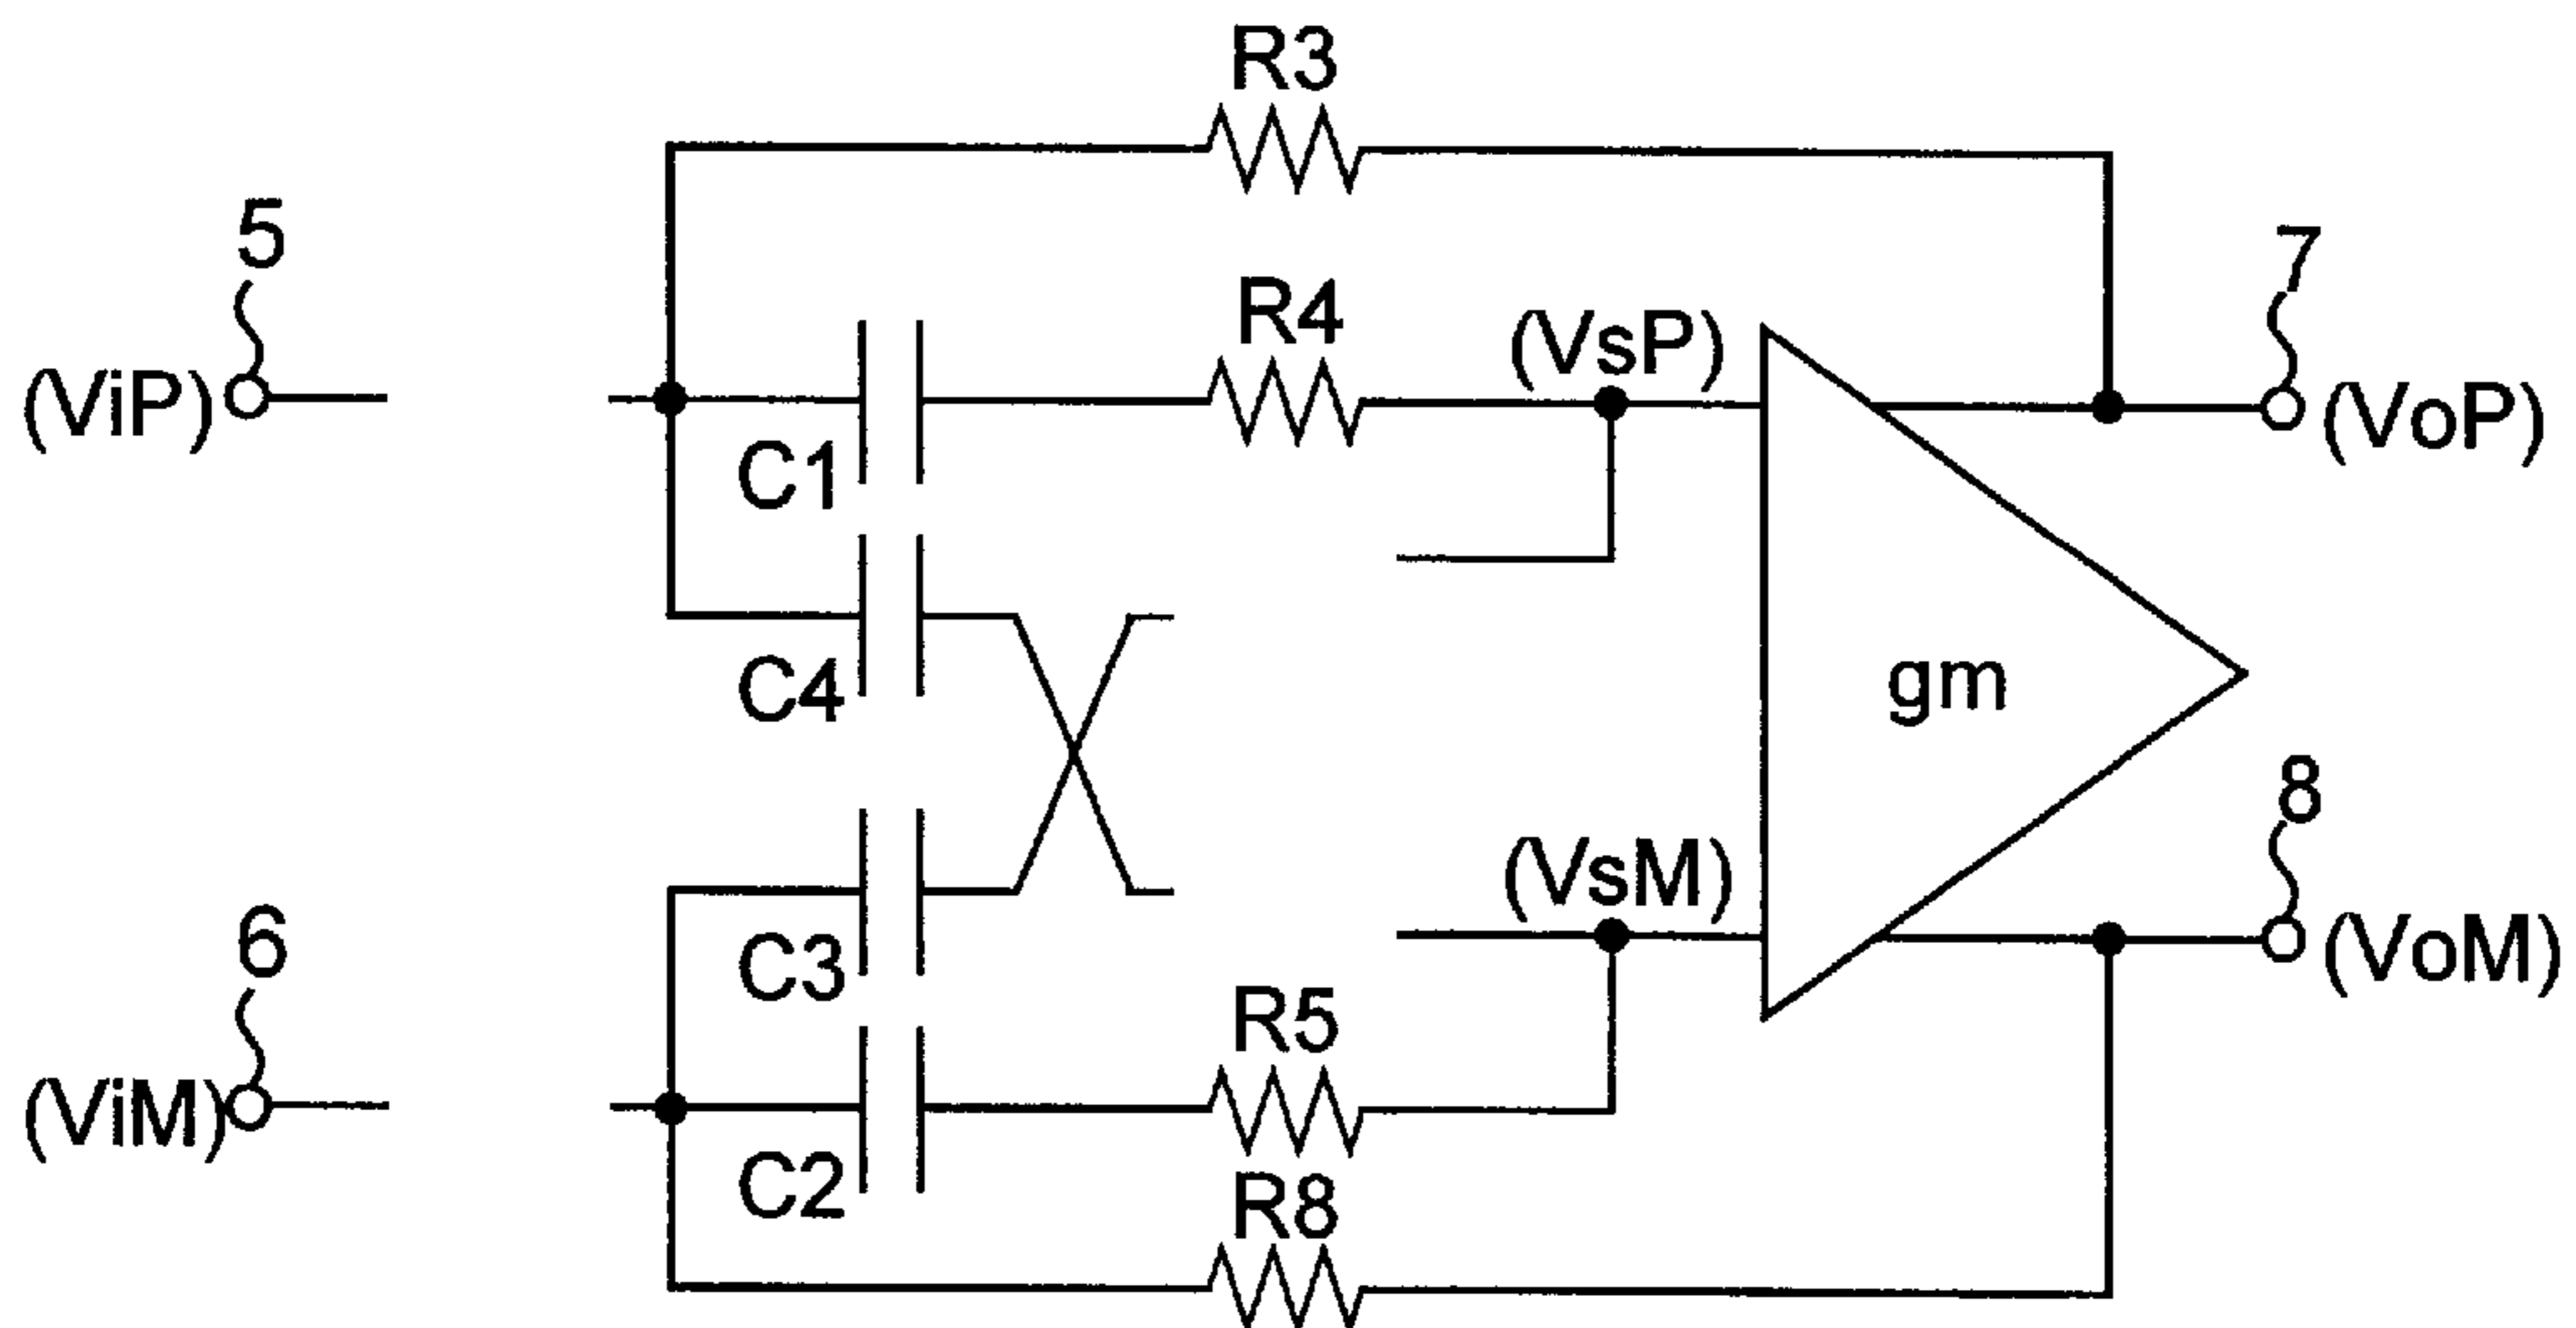 R3
5
7
R4
(VsP)
(ViP)
(VoP)
C1
C4
gm
8
(VsM)
6
C3
(VoM)
R5
(ViM)
C2
R8